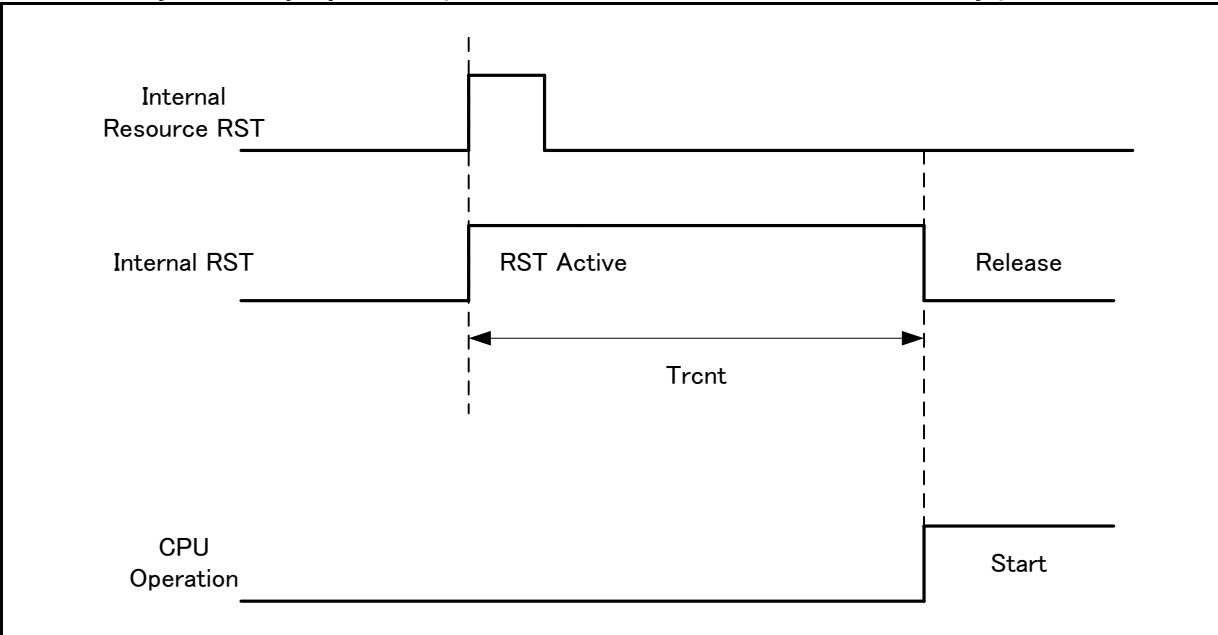 Internal
Resource RST
Internal RST
RST Active
Release
Trcnt
CPU
Operation
Start